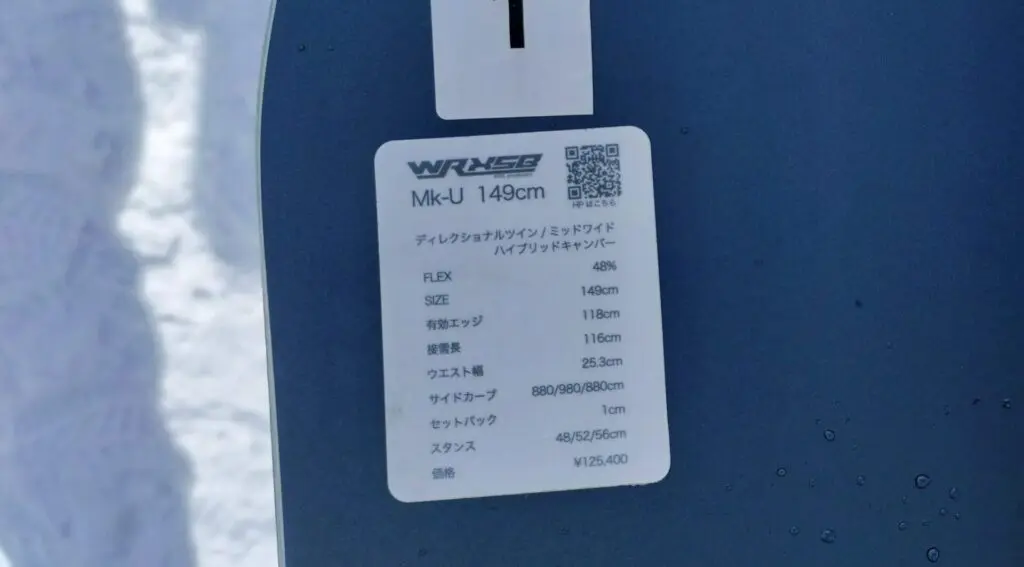 1
WRXSB
Mk-U 149cm
HPはこちら
ディレクショナルツイン / ミッドワイド
ハイブリッドキャンバー
FLEX 48%
SIZE 149cm
有効エッジ 118cm
接雪長 116cm
ウエスト幅 25.3cm
サイドカーブ 880/980/880cm
セットバック 1cm
スタンス 48/52/56cm
価格 ¥125,400